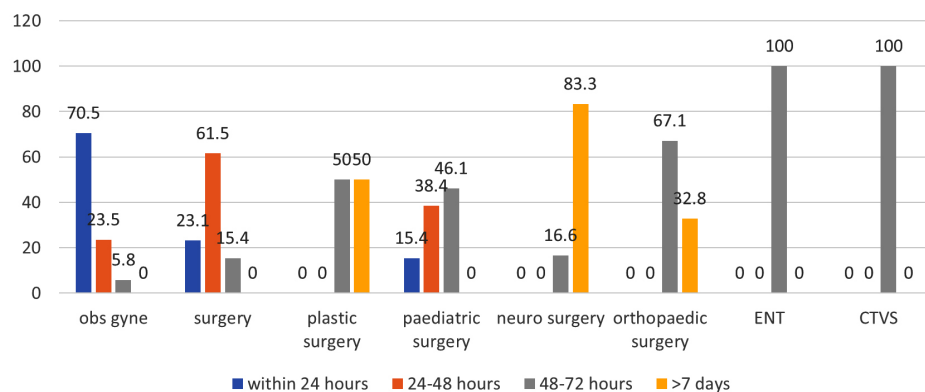 120
100
80
60
40
20
0
70.5
23.5
5.8
0
23.1
61.5
15.4
0
0
0
50
50
15.4
38.4
46.1
0
0
0
16.6
83.3
0
0
67.1
32.8
0
0
100
0
0
0
100
0
obs gyne
surgery
plastic
surgery
paediatric
surgery
neuro surgery
orthopaedic
surgery
ENT
CTVS
within 24 hours
24-48 hours
48-72 hours
>7 days